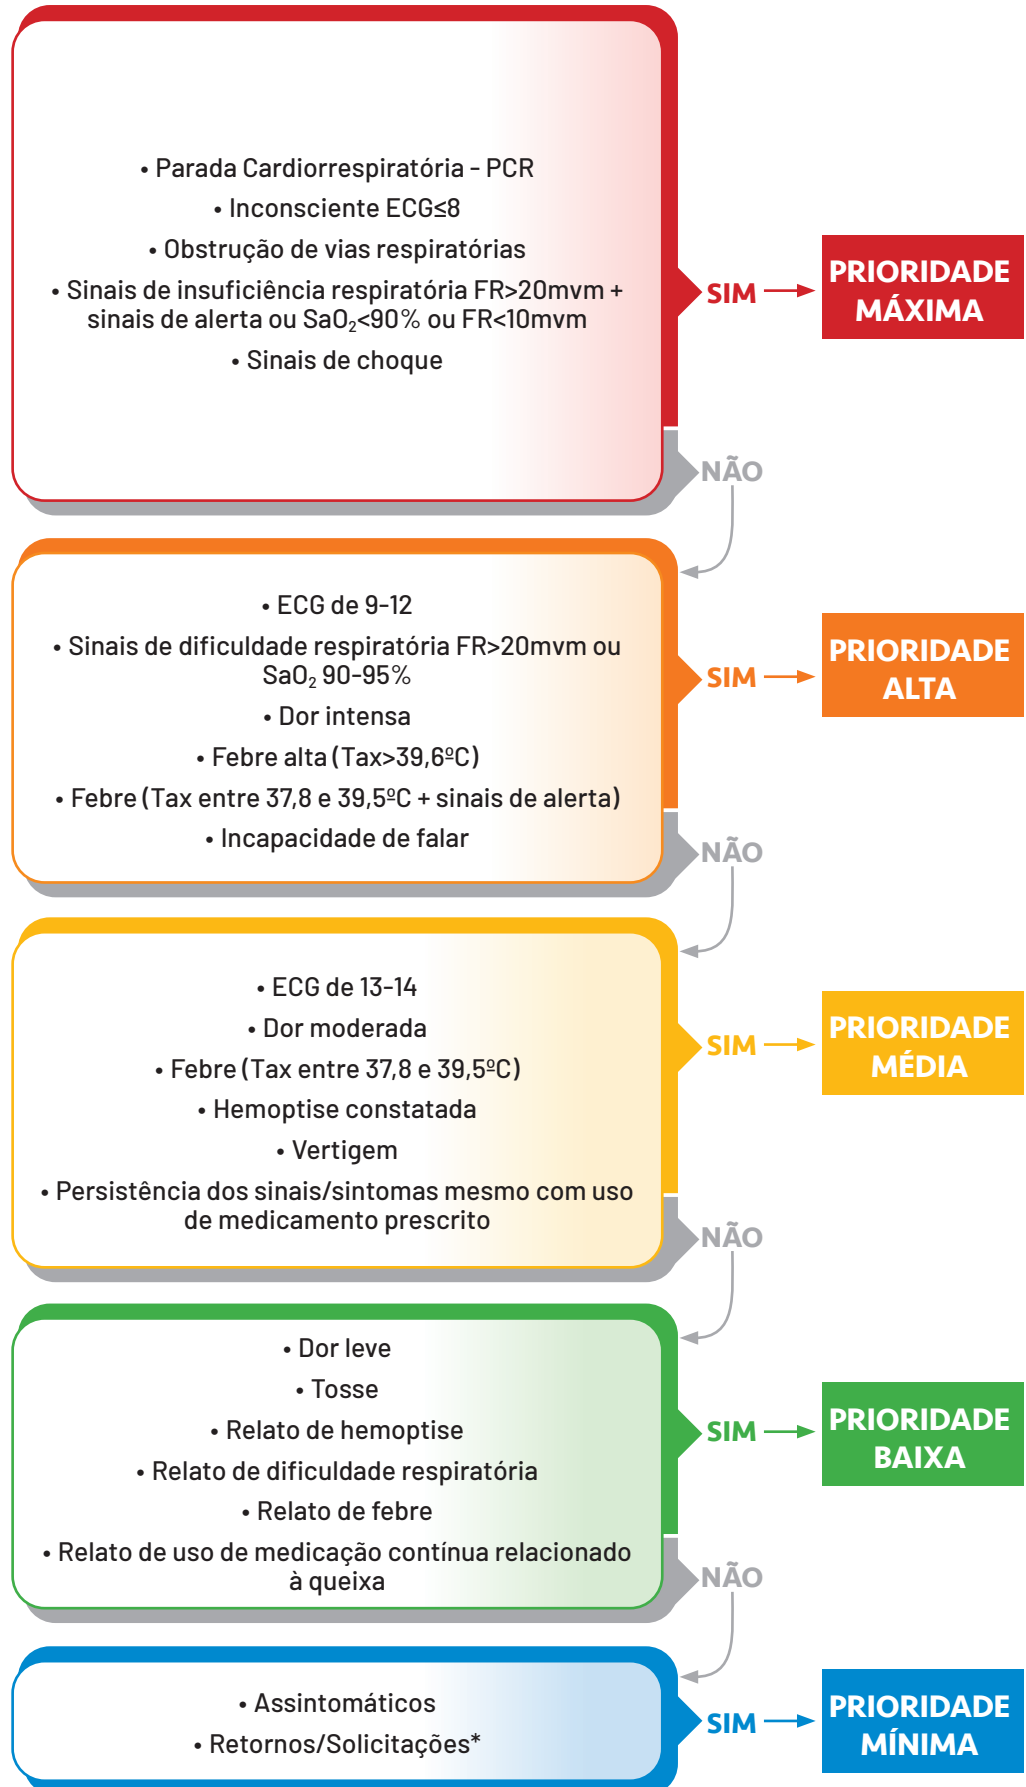 • Parada Cardiorrespiratória - PCR
• Inconsciente ECG≤8
• Obstrução de vias respiratórias
• Sinais de insuficiência respiratória FR>20mvm +
sinais de alerta ou SaO₂<90% ou FR<10mvm
• Sinais de choque
SIM
PRIORIDADE
MÁXIMA
NÃO
• ECG de 9-12
• Sinais de dificuldade respiratória FR>20mvm ou
SaO₂ 90-95%
• Dor intensa
• Febre alta (Tax>39,6ºC)
• Febre (Tax entre 37,8 e 39,5ºC + sinais de alerta)
• Incapacidade de falar
SIM
PRIORIDADE
ALTA
NÃO
• ECG de 13-14
• Dor moderada
• Febre (Tax entre 37,8 e 39,5ºC)
• Hemoptise constatada
• Vertigem
• Persistência dos sinais/sintomas mesmo com uso
de medicamento prescrito
SIM
PRIORIDADE
MÉDIA
NÃO
• Dor leve
• Tosse
• Relato de hemoptise
• Relato de dificuldade respiratória
• Relato de febre
• Relato de uso de medicação contínua relacionado
à queixa
SIM
PRIORIDADE
BAIXA
NÃO
• Assintomáticos
• Retornos/Solicitações*
SIM
PRIORIDADE
MÍNIMA